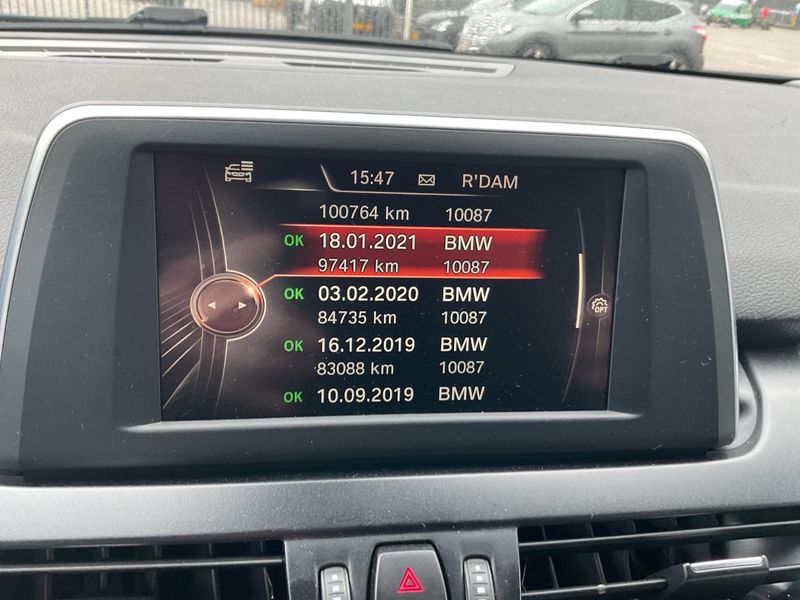 15:47 R'DAM
100764 km 10087
OK 18.01.2021 BMW
97417 km 10087
OK 03.02.2020 BMW
84735 km 10087
OK 16.12.2019 BMW
83088 km 10087
OK 10.09.2019 BMW
OPT